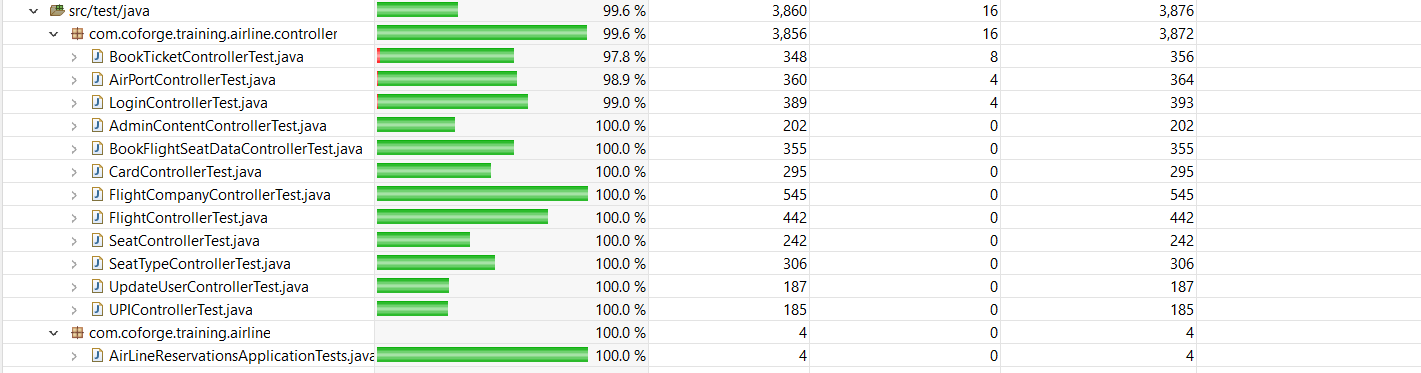 src/test/java 99.6 % 3,860 16 3,876
com.coforge.training.airline.controller 99.6 % 3,856 16 3,872
BookTicketControllerTest.java 97.8 % 348 8 356
AirPortControllerTest.java 98.9 % 360 4 364
LoginControllerTest.java 99.0 % 389 4 393
AdminContentControllerTest.java 100.0 % 202 0 202
BookFlightSeatDataControllerTest.java 100.0 % 355 0 355
CardControllerTest.java 100.0 % 295 0 295
FlightCompanyControllerTest.java 100.0 % 545 0 545
FlightControllerTest.java 100.0 % 442 0 442
SeatControllerTest.java 100.0 % 242 0 242
SeatTypeControllerTest.java 100.0 % 306 0 306
UpdateUserControllerTest.java 100.0 % 187 0 187
UPIControllerTest.java 100.0 % 185 0 185
com.coforge.training.airline 100.0 % 4 0 4
AirLineReservationsApplicationTests.java 100.0 % 4 0 4